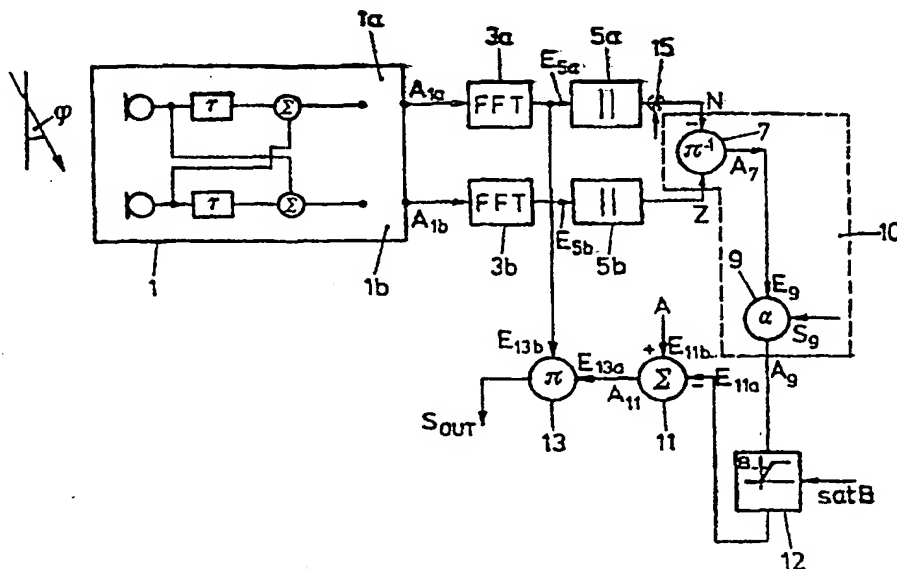 1a
3a
5a
15
φ
τ
Σ
A1a
FFT
E5a
||
N
-
7
π-1
A7
τ
Σ
A1b
FFT
E5b
||
Z
10
1
1b
3b
5b
9
E9
α
S9
A
+
E11b
E13b
E13a
A9
π
A11
Σ
-
E11a
SOUT
13
11
B
satB
12